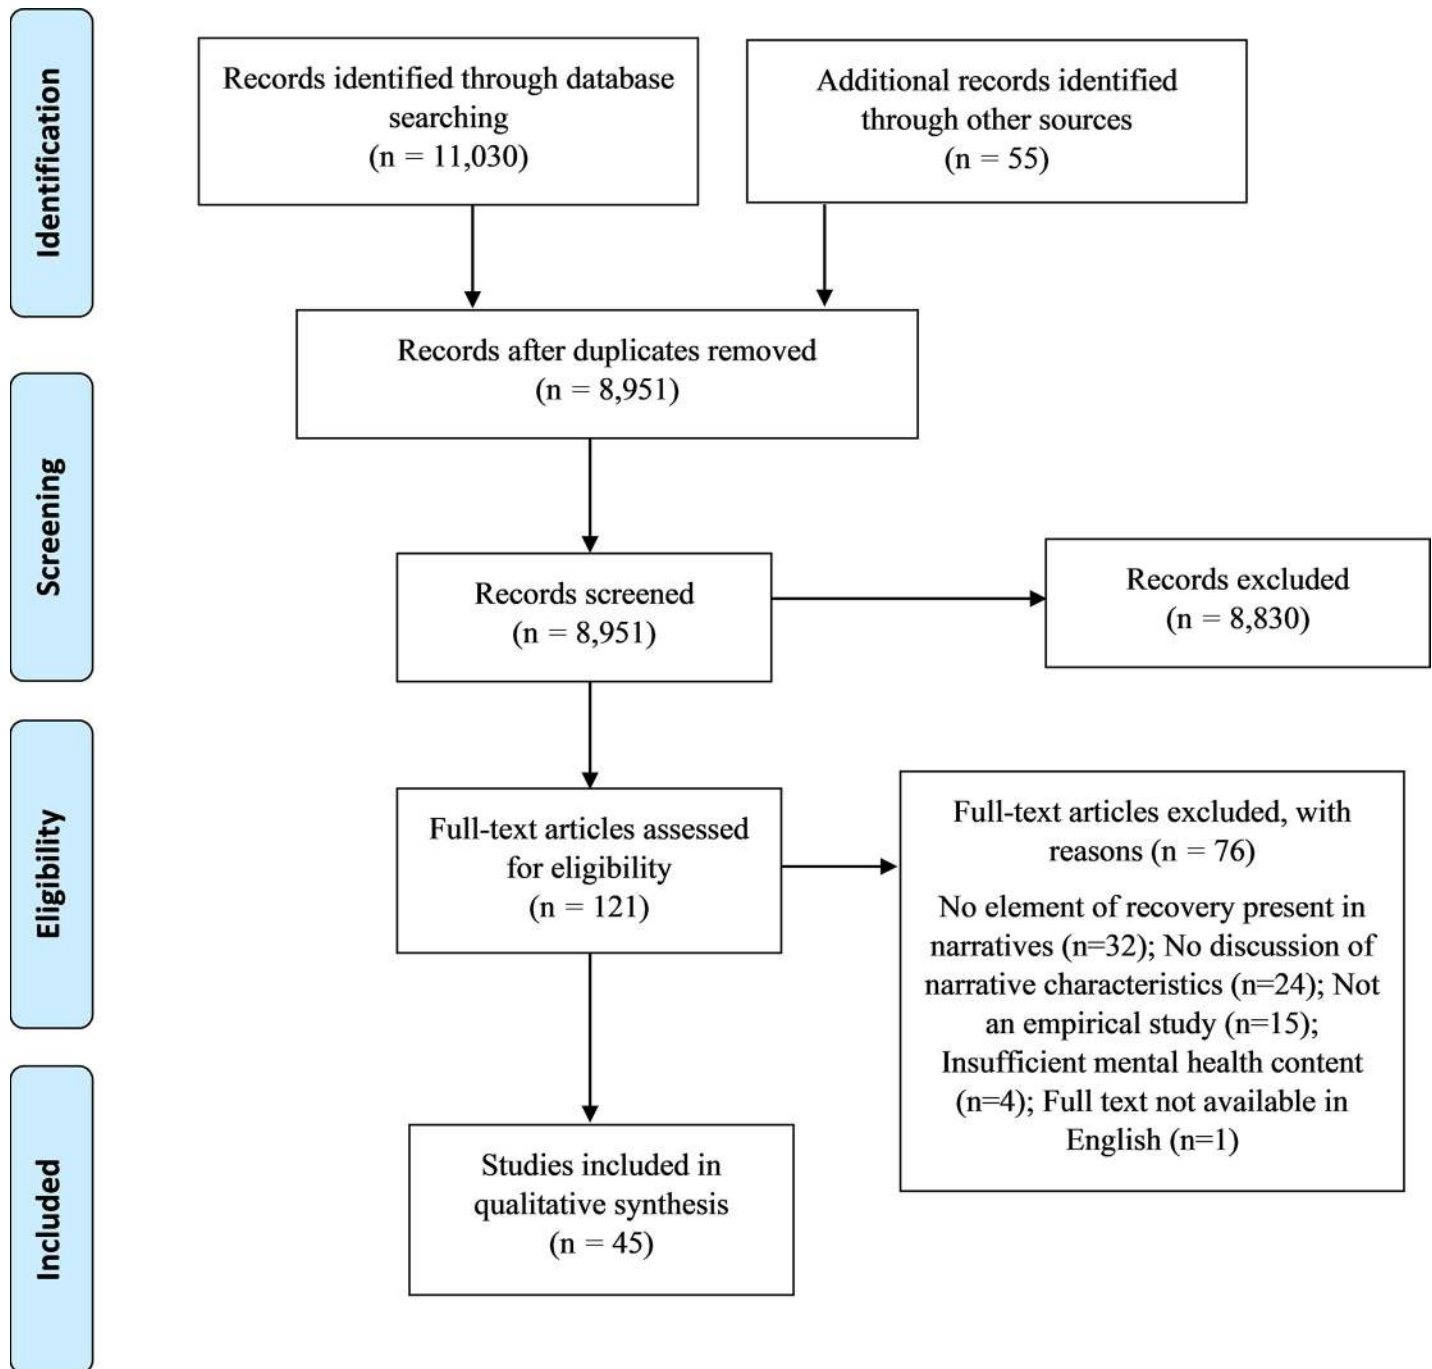 Identification
Records identified through database
searching
(n = 11,030)
Additional records identified
through other sources
(n = 55)
Records after duplicates removed
(n = 8,951)
Screening
Records screened
(n = 8,951)
Records excluded
(n = 8,830)
Eligibility
Full-text articles assessed
for eligibility
(n = 121)
Full-text articles excluded, with
reasons (n = 76)
No element of recovery present in
narratives (n=32); No discussion of
narrative characteristics (n=24); Not
an empirical study (n=15);
Insufficient mental health content
(n=4); Full text not available in
English (n=1)
Included
Studies included in
qualitative synthesis
(n = 45)